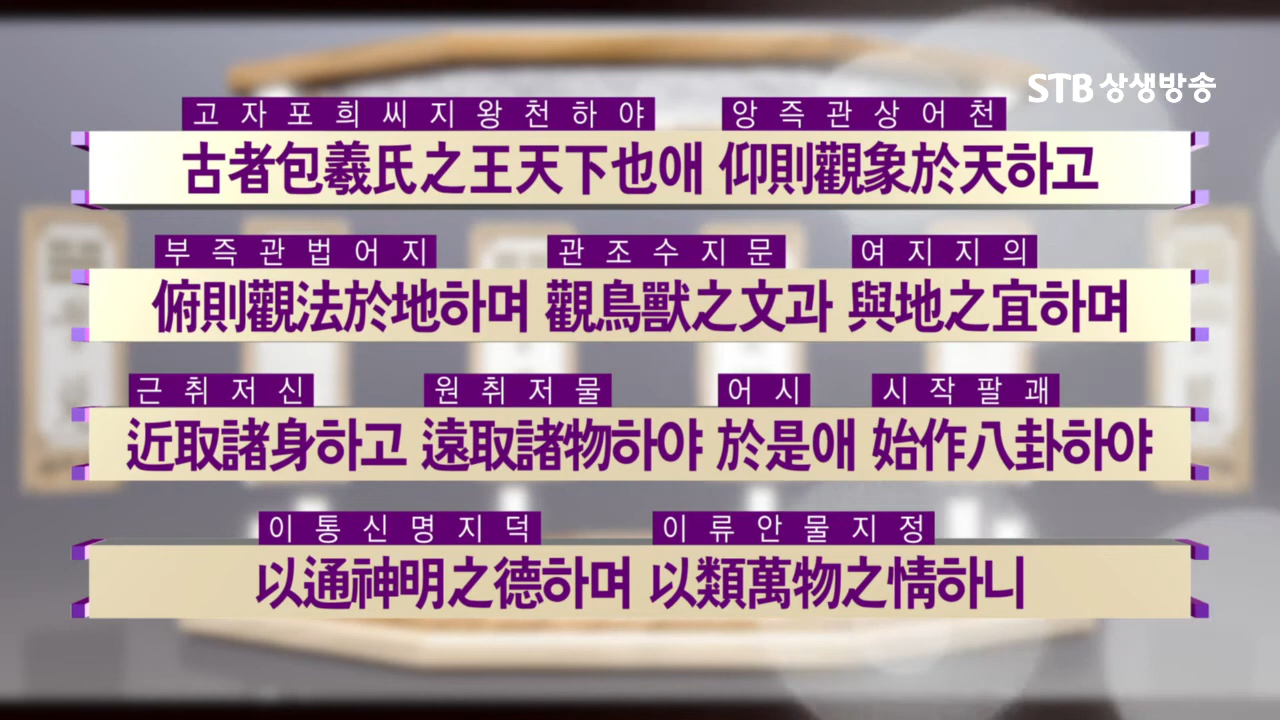 STB상생방송
고자포희씨지왕천하야 앙즉관상어천
古者包羲氏之王天下也애 仰則觀象於天하고
부즉관법어지 관조수지문 여지지의
俯則觀法於地하며 觀鳥獸之文과 與地之宜하며
근취저신 원취저물 어시 시작팔괘
近取諸身하고 遠取諸物하야 於是애 始作八卦하야
이통신명지덕 이류안물지정
以通神明之德하며 以類萬物之情하니